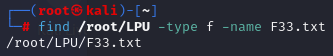 ┌──(root㉿kali)-[~]
└─# find /root/LPU -type f -name F33.txt
/root/LPU/F33.txt